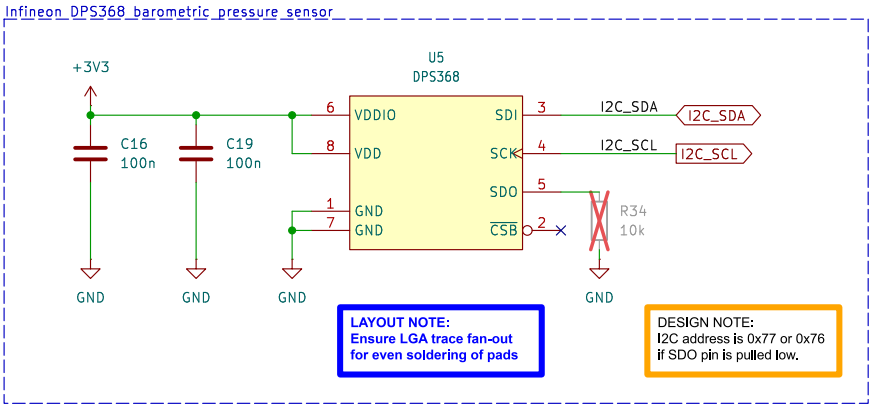 Infineon DPS368 barometric pressure sensor
+3V3
C16
100n
C19
100n
U5
DPS368
6
VDDIO
8
VDD
1
GND
7
GND
SDI
3
I2C_SDA
I2C_SDA
SCK
4
I2C_SCL
I2C_SCL
SDO
5
CSB
2
R34
10k
GND
GND
GND
GND
LAYOUT NOTE:
Ensure LGA trace fan-out
for even soldering of pads
DESIGN NOTE:
I2C address is 0x77 or 0x76
if SDO pin is pulled low.